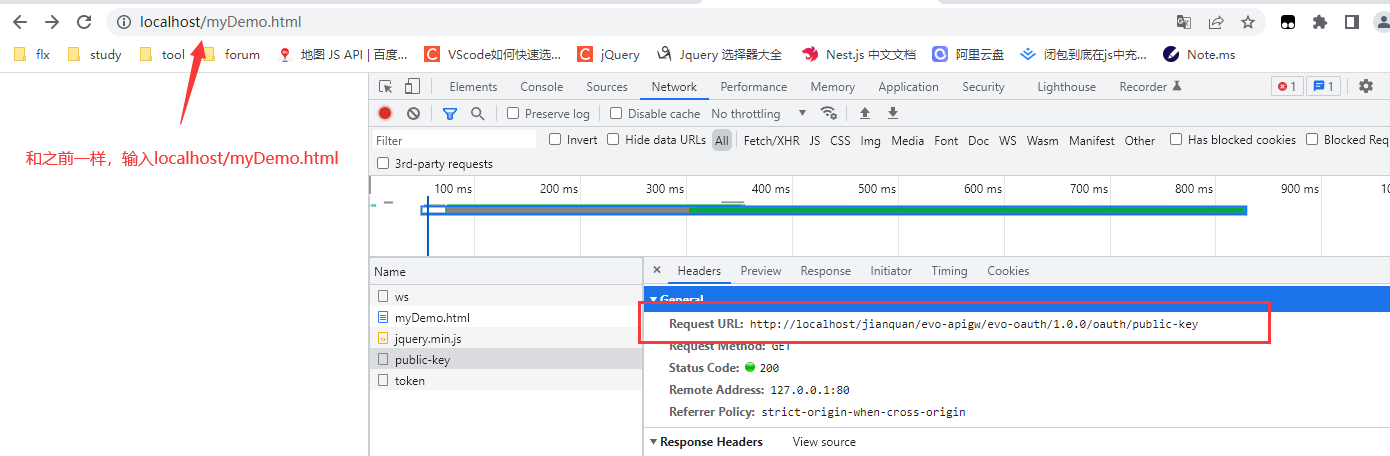 localhost/myDemo.html
flx study tool forum 地图 JS API | 百度... VScode如何快速选... jQuery Jquery 选择器大全 Nest.js 中文文档 阿里云盘 闭包到底在js中充... Note.ms
和之前一样，输入localhost/myDemo.html
Elements Console Sources Network Performance Memory Application Security Lighthouse Recorder 1 1
Preserve log Disable cache No throttling
Filter Invert Hide data URLs All Fetch/XHR JS CSS Img Media Font Doc WS Wasm Manifest Other Has blocked cookies Blocked Req
3rd-party requests
100 ms 200 ms 300 ms 400 ms 500 ms 600 ms 700 ms 800 ms 900 ms 10
Name
ws
myDemo.html
jquery.min.js
public-key
token
× Headers Preview Response Initiator Timing Cookies
General
Request URL: http://localhost/jianquan/evo-apigw/evo-oauth/1.0.0/oauth/public-key
Request Method: GET
Status Code: 200
Remote Address: 127.0.0.1:80
Referrer Policy: strict-origin-when-cross-origin
Response Headers View source